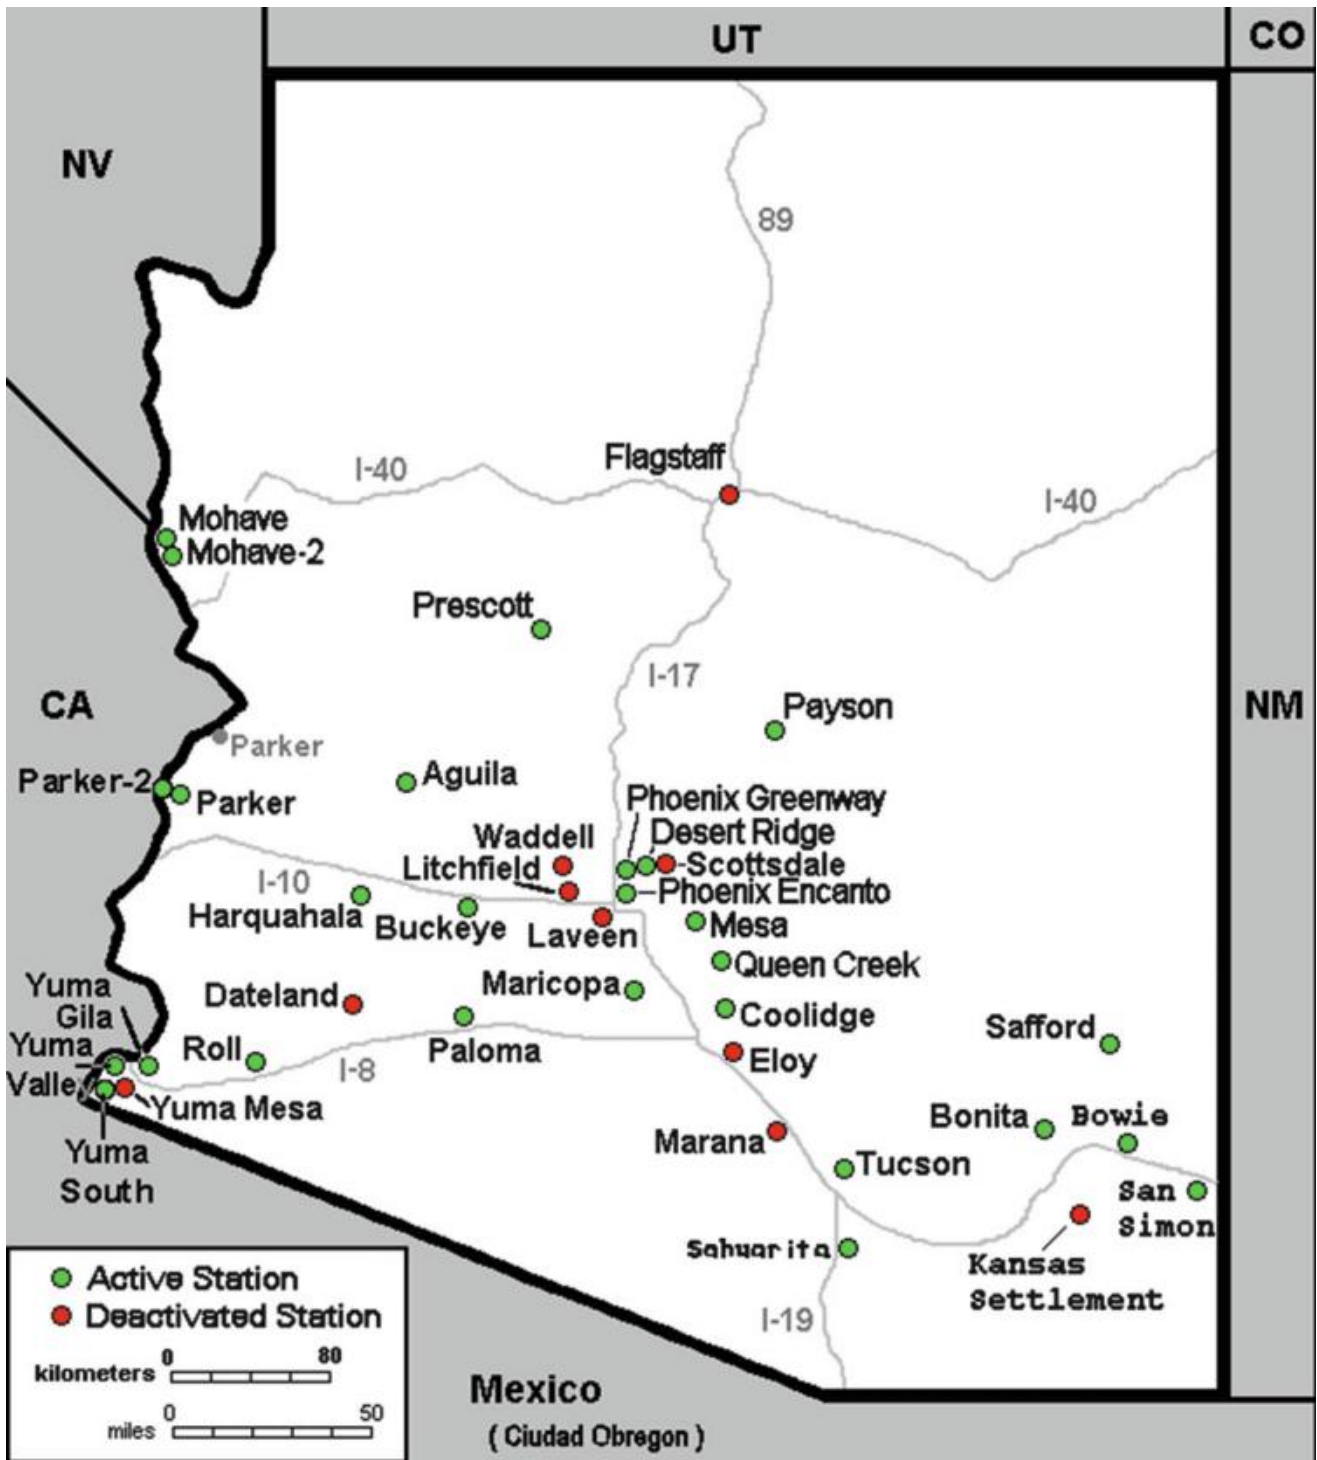 UT
CO
NV
89
Flagstaff
I-40
I-40
Mohave
Mohave-2
Prescott
I-17
CA
NM
Payson
Parker
Parker-2
Parker
Aguila
Phoenix Greenway
Desert Ridge
Waddell
Litchfield
Scottsdale
I-10
Phoenix Encanto
Harquahala
Buckeye
Laveen
Mesa
Queen Creek
Yuma
Gila
Dateland
Maricopa
Coolidge
Safford
Yuma
Valley
Roll
Paloma
Eloy
I-8
Yuma Mesa
Bonita
Bowie
Marana
Yuma
South
Tucson
San
Simon
Sahuarita
Kansas
Settlement
Active Station
Deactivated Station
I-19
kilometers 0 80
miles 0 50
Mexico
( Ciudad Obregon )